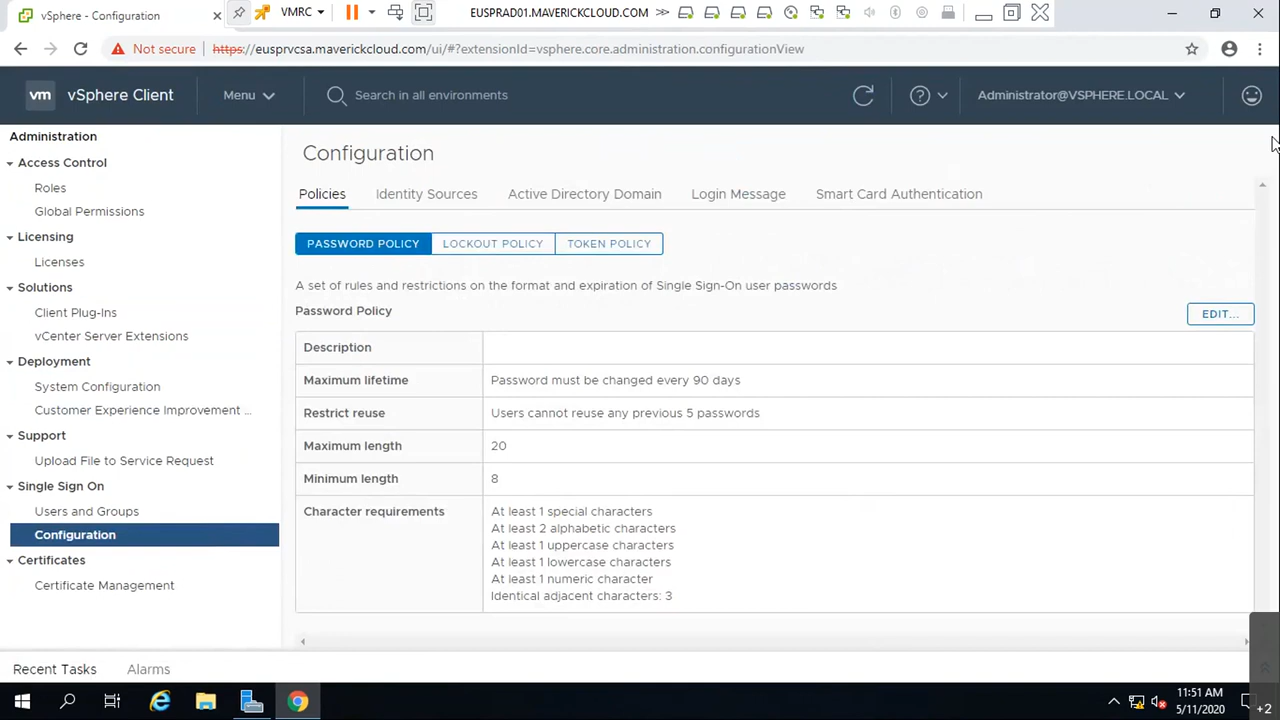 vSphere - Configuration
VMRC
EUSPRAD01.MAVERICKCLOUD.COM
Not secure
https://eusprvcsa.maverickcloud.com/ui/#?extensionId=vsphere.core.administration.configurationView
vm
vSphere Client
Menu
Search in all environments
Administrator@VSPHERE.LOCAL
Administration
Access Control
Roles
Global Permissions
Licensing
Licenses
Solutions
Client Plug-Ins
vCenter Server Extensions
Deployment
System Configuration
Customer Experience Improvement ...
Support
Upload File to Service Request
Single Sign On
Users and Groups
Configuration
Certificates
Certificate Management
Configuration
Policies
Identity Sources
Active Directory Domain
Login Message
Smart Card Authentication
PASSWORD POLICY
LOCKOUT POLICY
TOKEN POLICY
A set of rules and restrictions on the format and expiration of Single Sign-On user passwords
Password Policy
EDIT...
Description
Maximum lifetime
Password must be changed every 90 days
Restrict reuse
Users cannot reuse any previous 5 passwords
Maximum length
20
Minimum length
8
Character requirements
At least 1 special characters
At least 2 alphabetic characters
At least 1 uppercase characters
At least 1 lowercase characters
At least 1 numeric character
Identical adjacent characters: 3
Recent Tasks
Alarms
11:51 AM
5/11/2020
+2